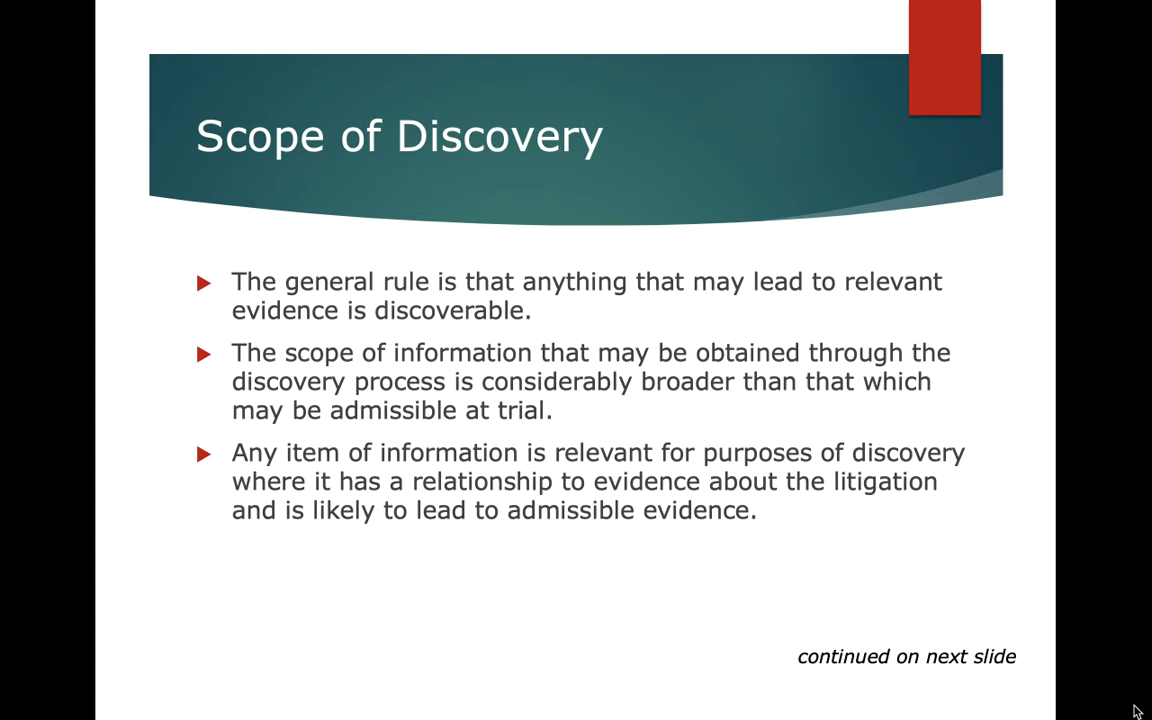 Scope of Discovery
The general rule is that anything that may lead to relevant
evidence is discoverable.
The scope of information that may be obtained through the
discovery process is considerably broader than that which
may be admissible at trial.
Any item of information is relevant for purposes of discovery
where it has a relationship to evidence about the litigation
and is likely to lead to admissible evidence.
continued on next slide